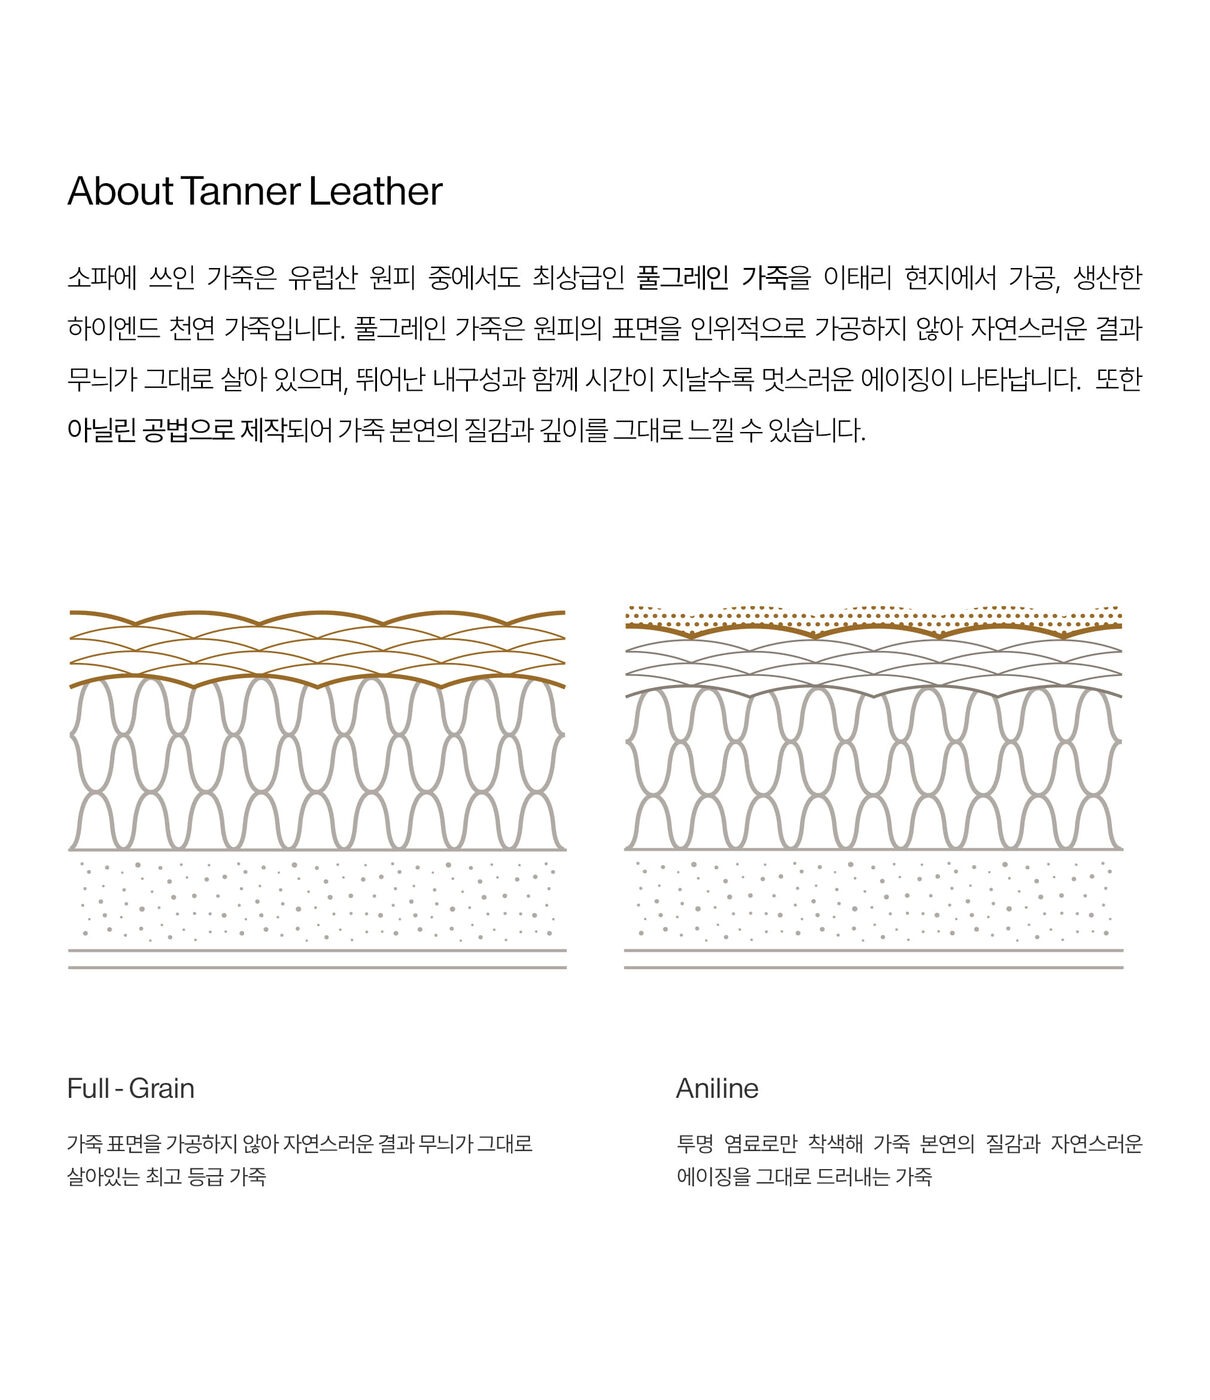 About Tanner Leather
소파에 쓰인 가죽은 유럽산 원피 중에서도 최상급인 풀그레인 가죽을 이태리 현지에서 가공, 생산한
하이엔드 천연 가죽입니다. 풀그레인 가죽은 원피의 표면을 인위적으로 가공하지 않아 자연스러운 결과
무늬가 그대로 살아 있으며, 뛰어난 내구성과 함께 시간이 지날수록 멋스러운 에이징이 나타납니다. 또한
아닐린 공법으로 제작되어 가죽 본연의 질감과 깊이를 그대로 느낄 수 있습니다.
Full - Grain
가죽 표면을 가공하지 않아 자연스러운 결과 무늬가 그대로
살아있는 최고 등급 가죽
Aniline
투명 염료로만 착색해 가죽 본연의 질감과 자연스러운
에이징을 그대로 드러내는 가죽